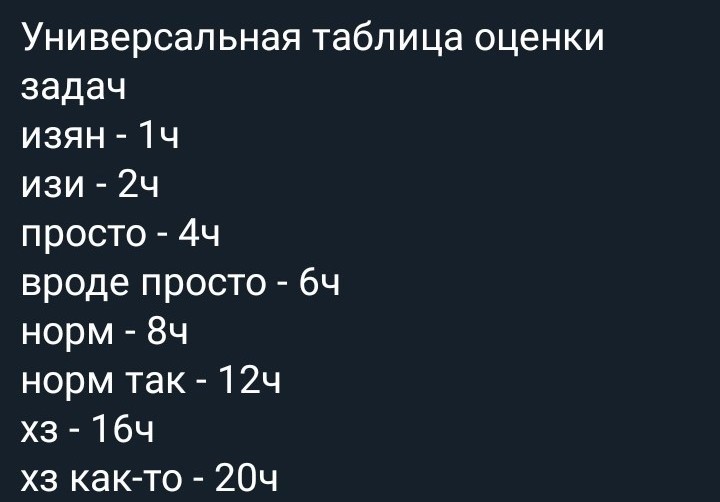 Универсальная таблица оценки
задач
изян - 1ч
изи - 2ч
просто - 4ч
вроде просто - 6ч
норм - 8ч
норм так - 12ч
хз - 16ч
хз как-то - 20ч